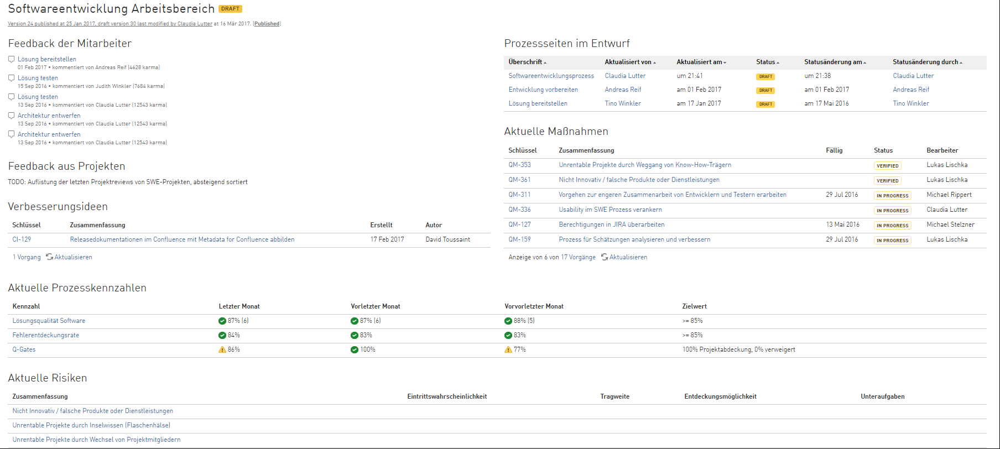 Softwareentwicklung Arbeitsbereich DRAFT
Version 24 published at 25 Jan 2017, draft version 30 last modified by Claudia Lutter at 16 Mär 2017. [Published]
Feedback der Mitarbeiter
Lösung bereitstellen
01 Feb 2017 • kommentiert von Andreas Reif (4628 karma)
Lösung testen
15 Sep 2016 • kommentiert von Judith Winkler (7684 karma)
Lösung testen
13 Sep 2016 • kommentiert von Claudia Lutter (12543 karma)
Architektur entwerfen
13 Sep 2016 • kommentiert von Claudia Lutter (12543 karma)
Architektur entwerfen
13 Sep 2016 • kommentiert von Claudia Lutter (12543 karma)
Feedback aus Projekten
TODO: Auflistung der letzten Projektreviews von SWE-Projekten, absteigend sortiert
Verbesserungsideen
Schlüssel Zusammenfassung Erstellt Autor
CI-129 Releasedokumentationen im Confluence mit Metadata for Confluence abbilden 17 Feb 2017 David Toussaint
1 Vorgang Aktualisieren
Prozessseiten im Entwurf
Überschrift Aktualisiert von Aktualisiert am Status Statusänderung am Statusänderung durch
Softwareentwicklungsprozess Claudia Lutter um 21:41 DRAFT um 21:38 Claudia Lutter
Entwicklung vorbereiten Andreas Reif am 01 Feb 2017 DRAFT am 01 Feb 2017 Andreas Reif
Lösung bereitstellen Tino Winkler am 17 Jan 2017 DRAFT am 17 Mai 2016 Tino Winkler
Aktuelle Maßnahmen
Schlüssel Zusammenfassung Fällig Status Bearbeiter
QM-353 Unrentable Projekte durch Weggang von Know-How-Trägern VERIFIED Lukas Lischka
QM-361 Nicht Innovativ / falsche Produkte oder Dienstleistungen VERIFIED Lukas Lischka
QM-311 Vorgehen zur engeren Zusammenarbeit von Entwicklern und Testern erarbeiten 29 Jul 2016 IN PROGRESS Michael Rippert
QM-336 Usability im SWE Prozess verankern IN PROGRESS Claudia Lutter
QM-127 Berechtigungen in JIRA überarbeiten 13 Mai 2016 IN PROGRESS Michael Stelzner
QM-159 Prozess für Schätzungen analysieren und verbessern 29 Jul 2016 IN PROGRESS Lukas Lischka
Anzeige von 6 von 17 Vorgänge Aktualisieren
Aktuelle Prozesskennzahlen
Kennzahl Letzter Monat Vorletzter Monat Vorvorletzter Monat Zielwert
Lösungsqualität Software 87% (6) 87% (6) 88% (5) >= 85%
Fehlerentdeckungsrate 84% 83% 83% >= 85%
Q-Gates 86% 100% 77% 100% Projektabdeckung, 0% verweigert
Aktuelle Risiken
Zusammenfassung Eintrittswahrscheinlichkeit Tragweite Entdeckungsmöglichkeit Unteraufgaben
Nicht Innovativ / falsche Produkte oder Dienstleistungen
Unrentable Projekte durch Inselwissen (Flaschenhälse)
Unrentable Projekte durch Wechsel von Projektmitgliedern